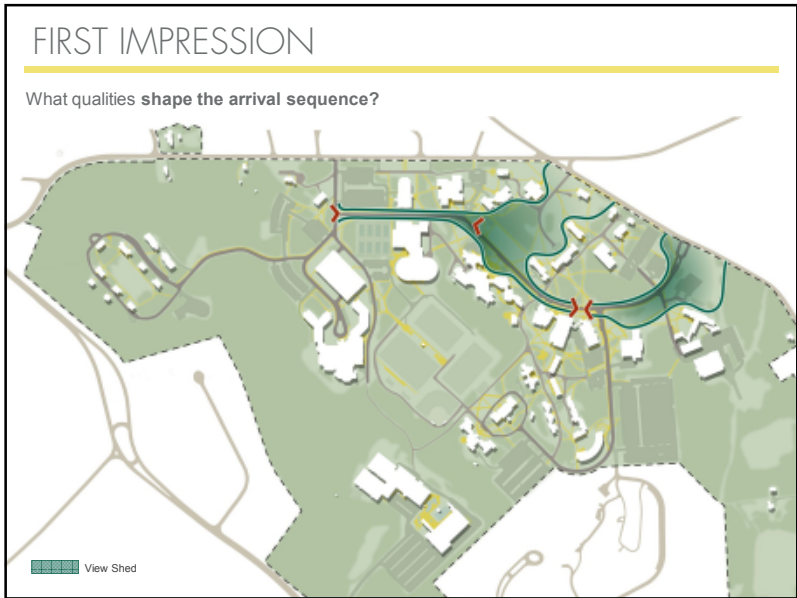 FIRST IMPRESSION
What qualities shape the arrival sequence?
View Shed